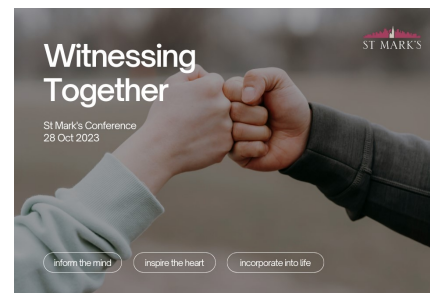 Witnessing
Together
ST MARK'S
St Mark's Conference
28 Oct 2023
inform the mind
inspire the heart
incorporate into life